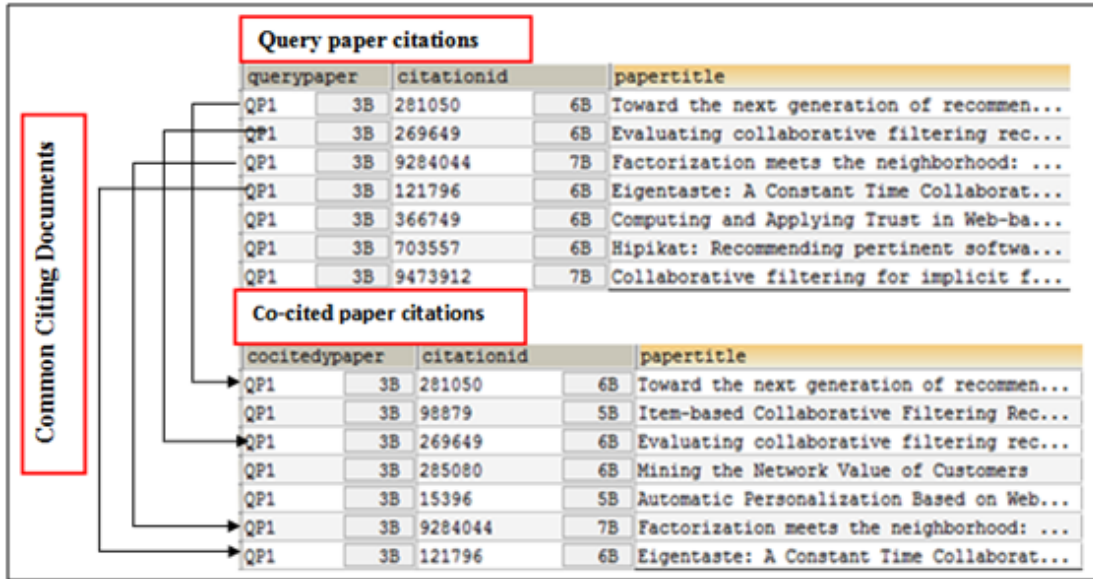 Query paper citations
querypaper citationid papertitle
QP1 3B 281050 6B Toward the next generation of recommen...
QP1 3B 269649 6B Evaluating collaborative filtering rec...
QP1 3B 9284044 7B Factorization meets the neighborhood: ...
QP1 3B 121796 6B Eigentaste: A Constant Time Collaborat...
QP1 3B 366749 6B Computing and Applying Trust in Web-ba...
QP1 3B 703557 6B Hipikat: Recommending pertinent softwa...
QP1 3B 9473912 7B Collaborative filtering for implicit f...
Common Citing Documents
Co-cited paper citations
cocitedypaper citationid papertitle
QP1 3B 281050 6B Toward the next generation of recommen...
QP1 3B 98879 5B Item-based Collaborative Filtering Rec...
QP1 3B 269649 6B Evaluating collaborative filtering rec...
QP1 3B 285080 6B Mining the Network Value of Customers
QP1 3B 15396 5B Automatic Personalization Based on Web...
QP1 3B 9284044 7B Factorization meets the neighborhood: ...
QP1 3B 121796 6B Eigentaste: A Constant Time Collaborat...